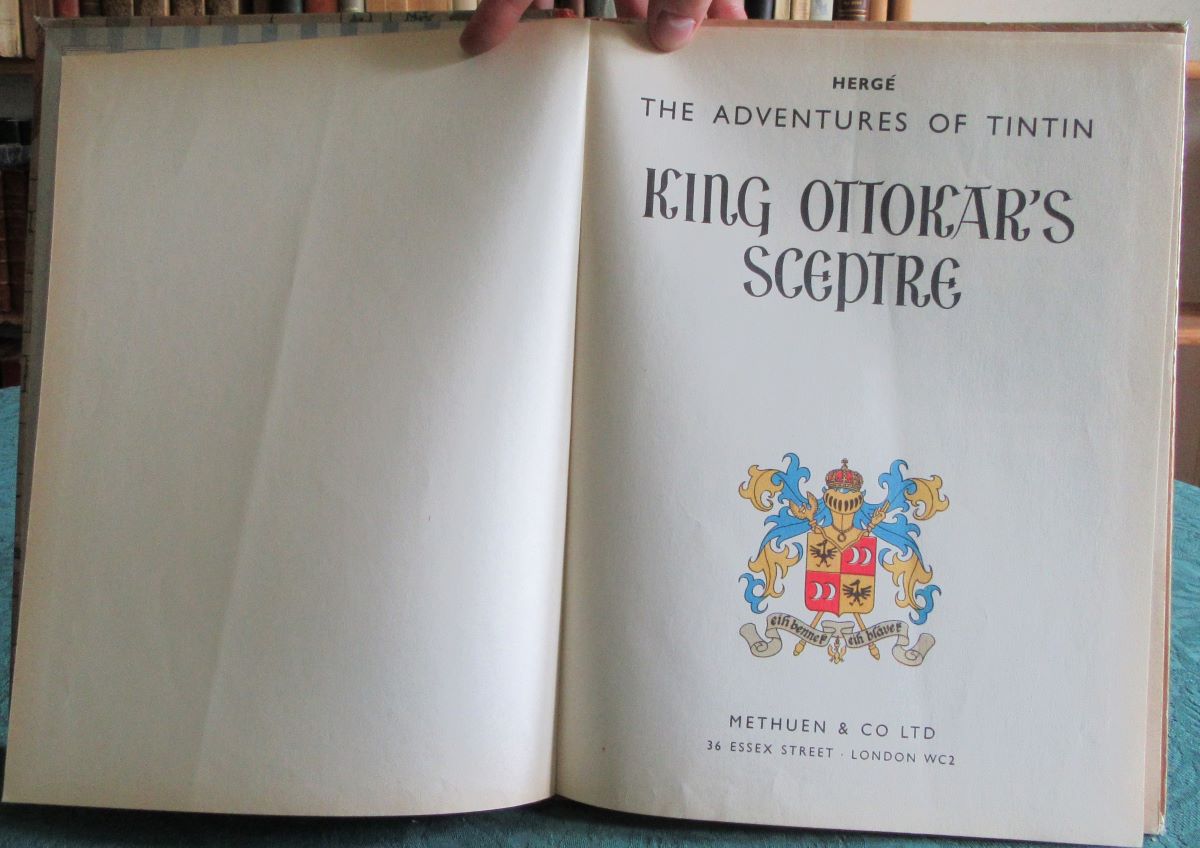 HERGÉ
THE ADVENTURES OF TINTIN
KING OTTOKAR'S
SCEPTRE
eih bennek
eih blávek
METHUEN & CO LTD
36 ESSEX STREET · LONDON WC2